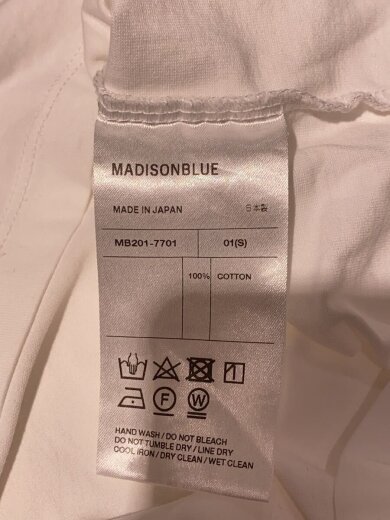 MADISONBLUE
MADE IN JAPAN 日本製
MB201-7701 01(S)
100% COTTON
F W
HAND WASH / DO NOT BLEACH
DO NOT TUMBLE DRY / LINE DRY
COOL IRON / DRY CLEAN / WET CLEAN